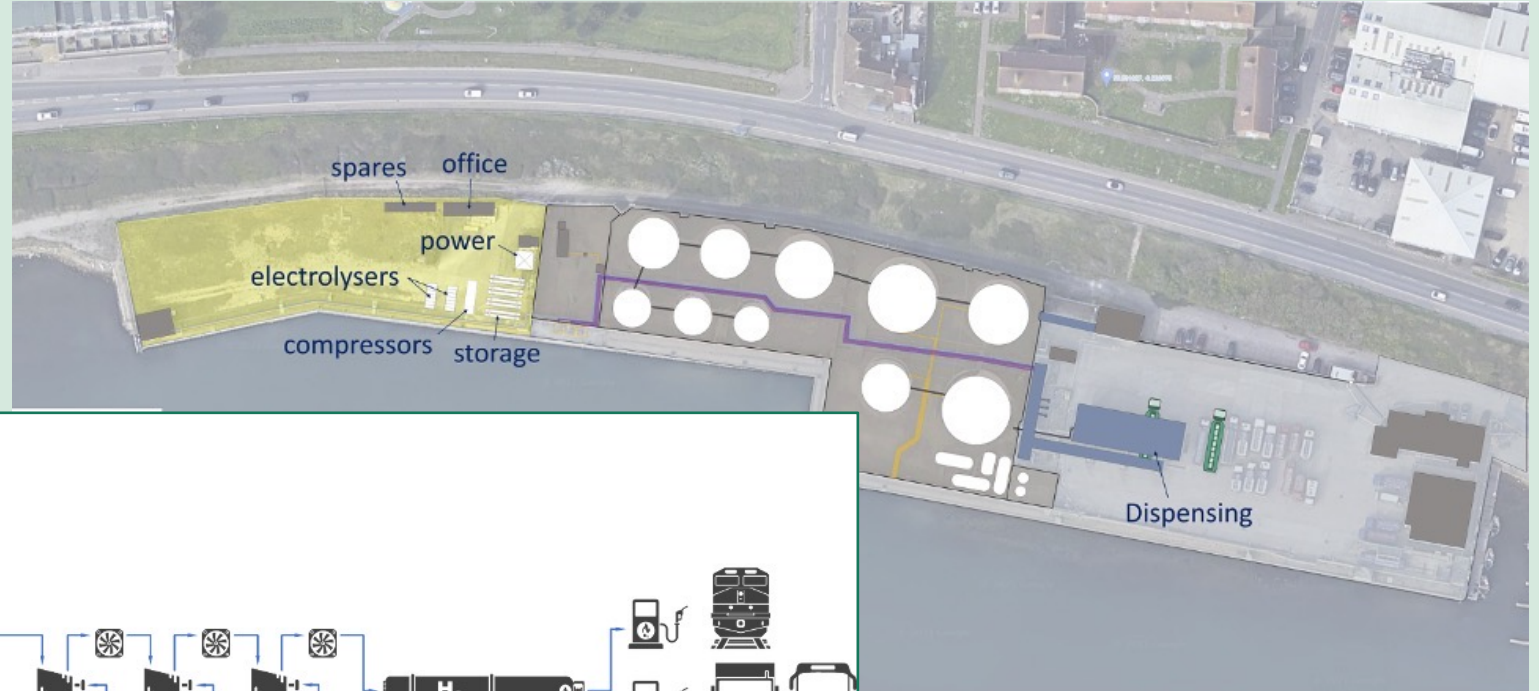 spares
office
power
electrolysers
compressors
storage
Dispensing
H